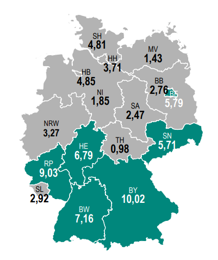 SH
4,81
HH
3,71
MV
1,43
HB
4,85
NI
1,85
BB
2,76
5,79
SA
2,47
NRW
3,27
SN
5,71
HE
6,79
TH
0,98
RP
9,03
SL
2,92
BY
10,02
BW
7,16